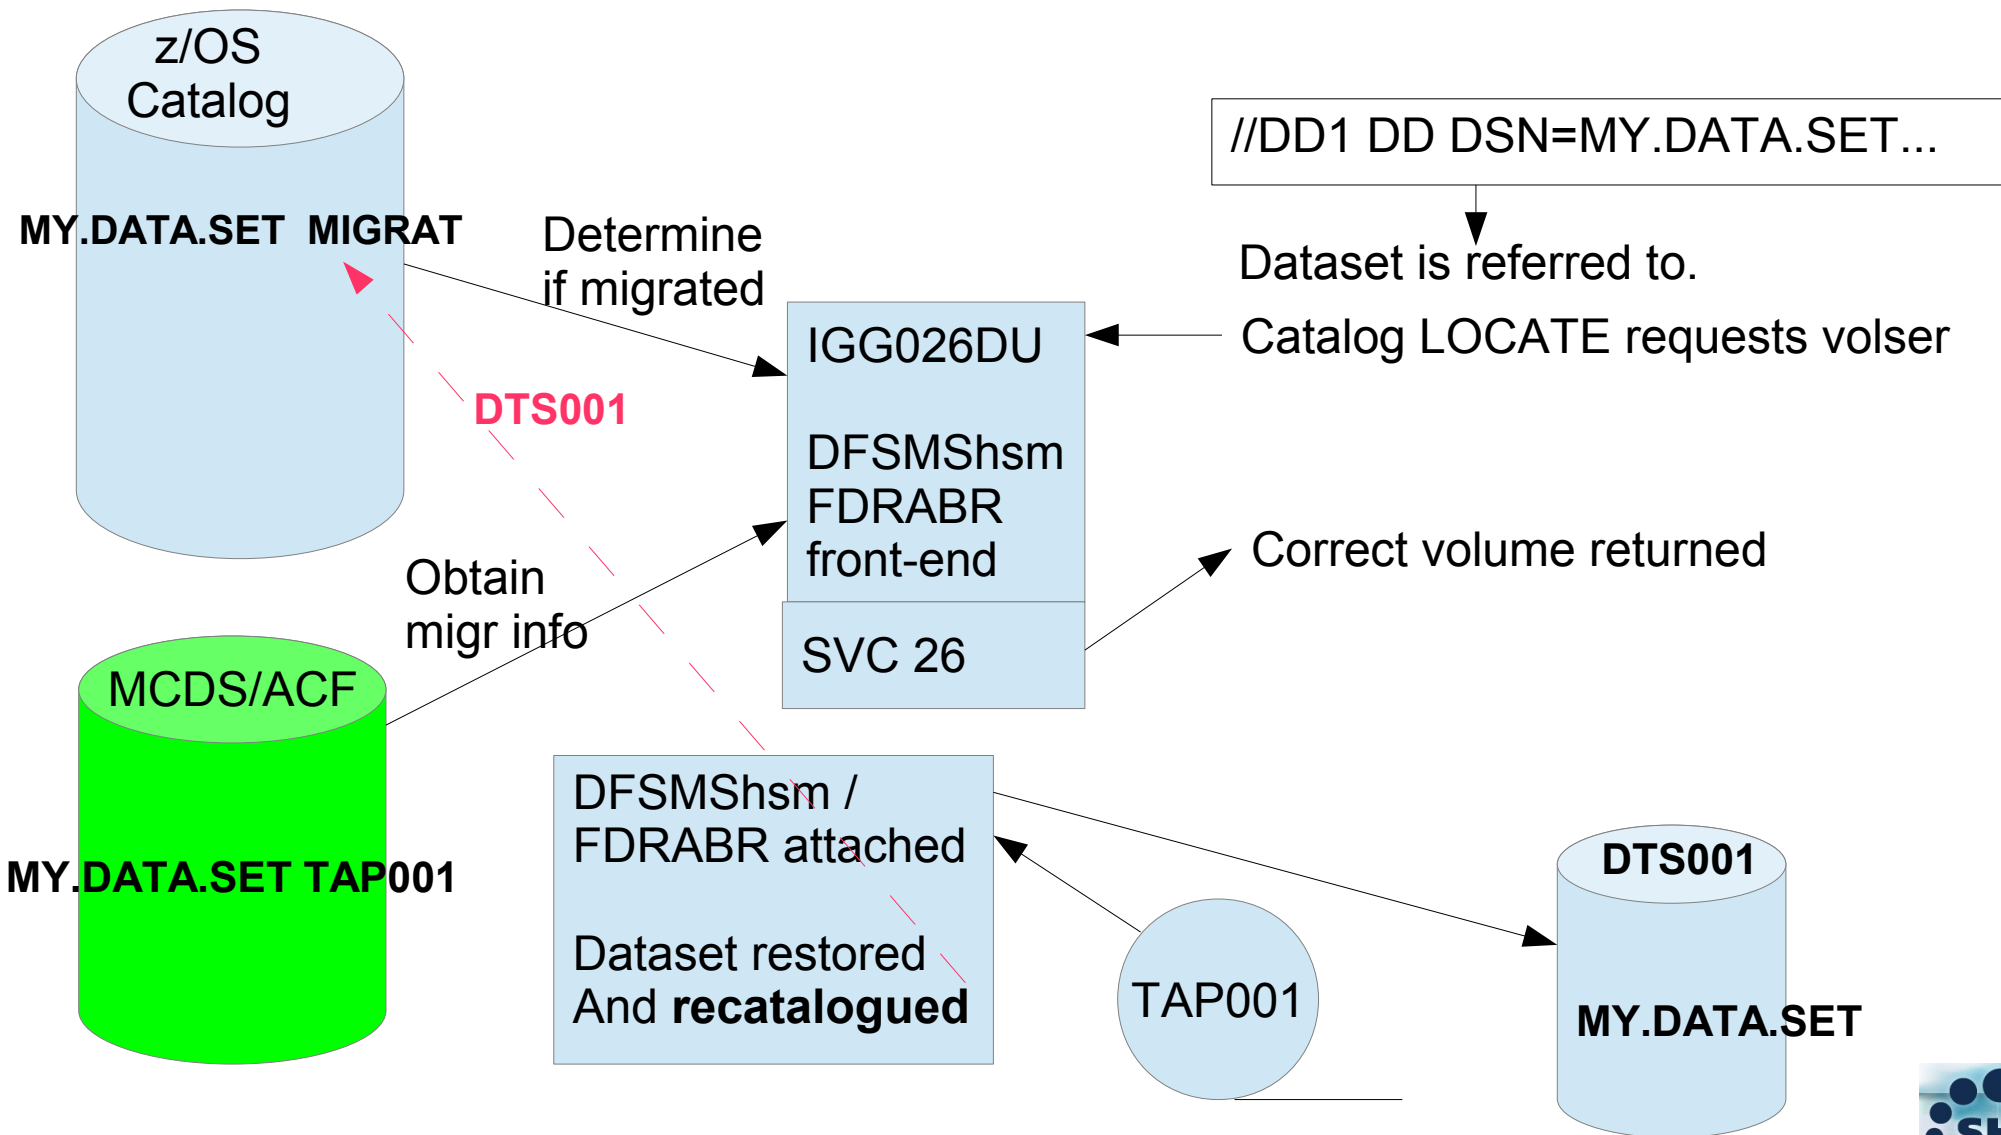 z/OS
Catalog
MY.DATA.SET MIGRAT
Determine
if migrated
//DD1 DD DSN=MY.DATA.SET...
Dataset is referred to.
Catalog LOCATE requests volser
IGG026DU
DFSMShsm
FDRABR
front-end
SVC 26
DTS001
Correct volume returned
Obtain
migr info
MCDS/ACF
MY.DATA.SET TAP001
DFSMShsm /
FDRABR attached
Dataset restored
And recatalogued
TAP001
DTS001
MY.DATA.SET